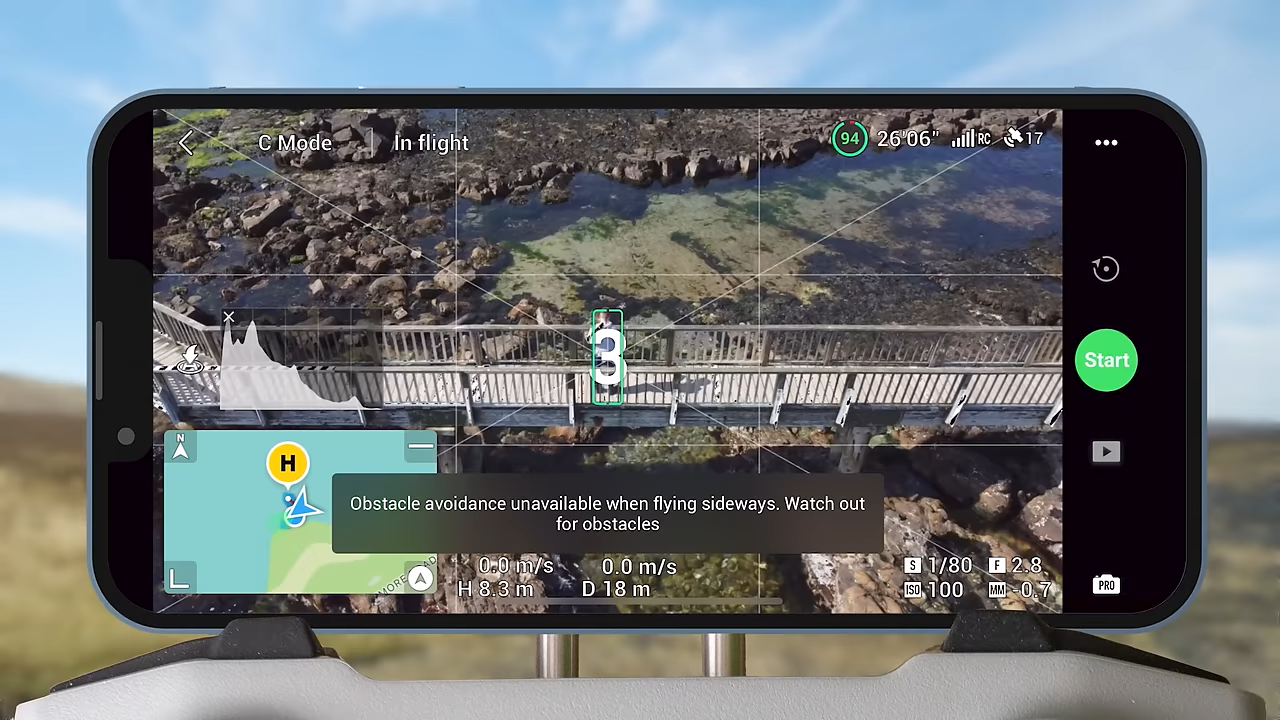 C Mode
In flight
94
26'06"
RC
17
Start
3
N
H
Obstacle avoidance unavailable when flying sideways. Watch out
for obstacles
0.0 m/s
0.0 m/s
H 8.3 m
D 18 m
S 1/80
F 2.8
ISO 100
MM -0.7
PRO